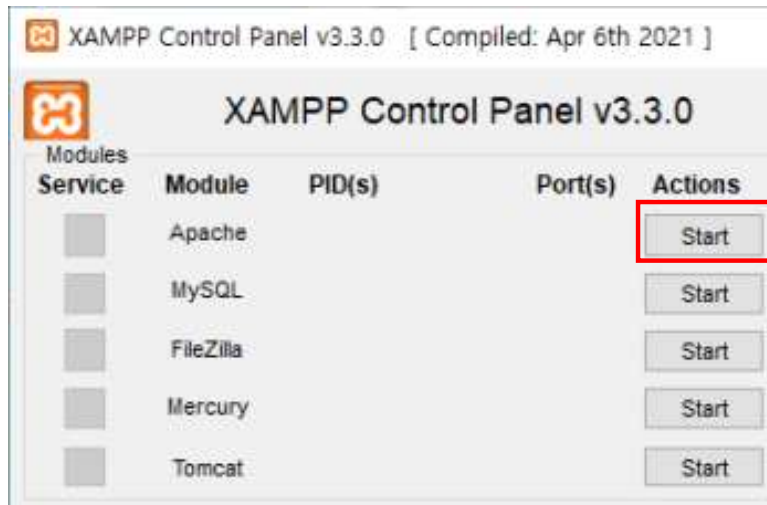 XAMPP Control Panel v3.3.0 [ Compiled: Apr 6th 2021 ]
XAMPP Control Panel v3.3.0
Modules
Service Module PID(s) Port(s) Actions
Apache Start
MySQL Start
FileZilla Start
Mercury Start
Tomcat Start